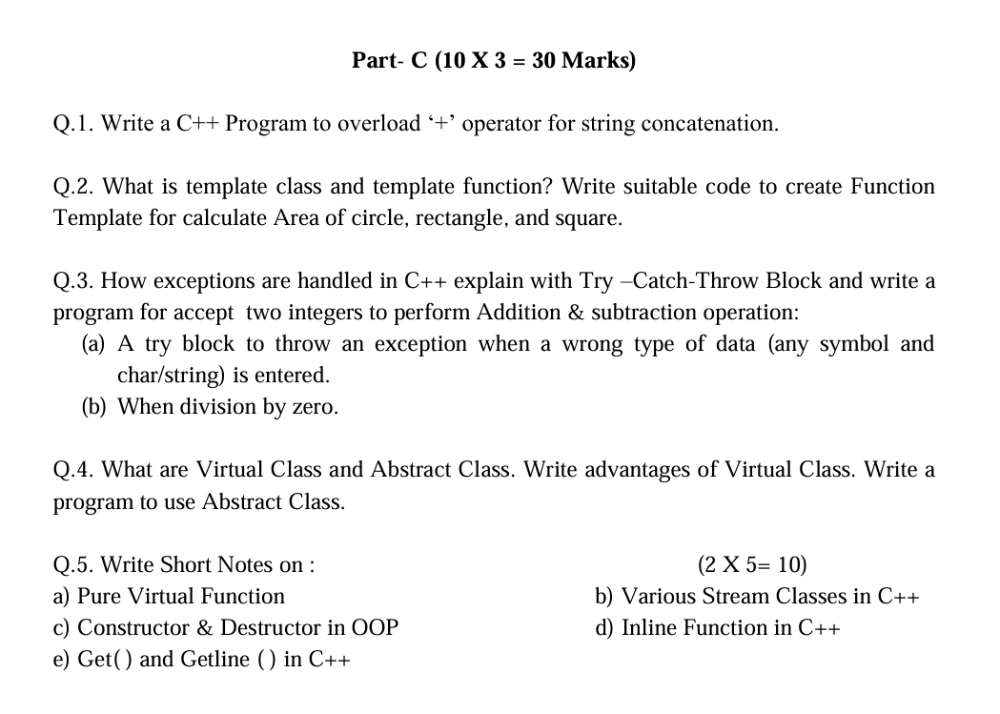 Part- C (10 X 3 = 30 Marks)
Q.1. Write a C++ Program to overload ‘+’ operator for string concatenation.
Q.2. What is template class and template function? Write suitable code to create Function
Template for calculate Area of circle, rectangle, and square.
Q.3. How exceptions are handled in C++ explain with Try –Catch-Throw Block and write a
program for accept  two integers to perform Addition & subtraction operation:
(a) A try block to throw an exception when a wrong type of data (any symbol and
char/string) is entered.
(b) When division by zero.
Q.4. What are Virtual Class and Abstract Class. Write advantages of Virtual Class. Write a
program to use Abstract Class.
Q.5. Write Short Notes on : (2 X 5= 10)
a) Pure Virtual Function b) Various Stream Classes in C++
c) Constructor & Destructor in OOP d) Inline Function in C++
e) Get( ) and Getline ( ) in C++